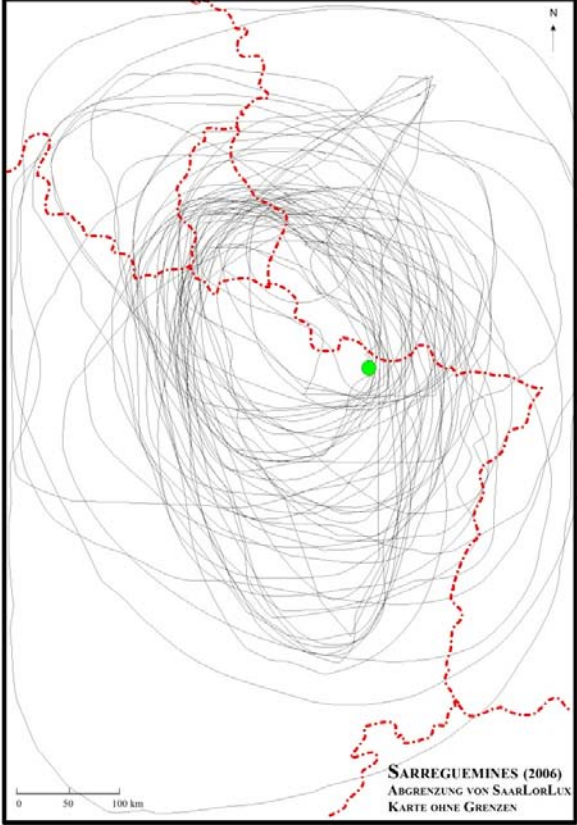 N
SARREGUEMINES (2006)
ABGRENZUNG VON SAARLORLUX
KARTE OHNE GRENZEN
0 50 100 km